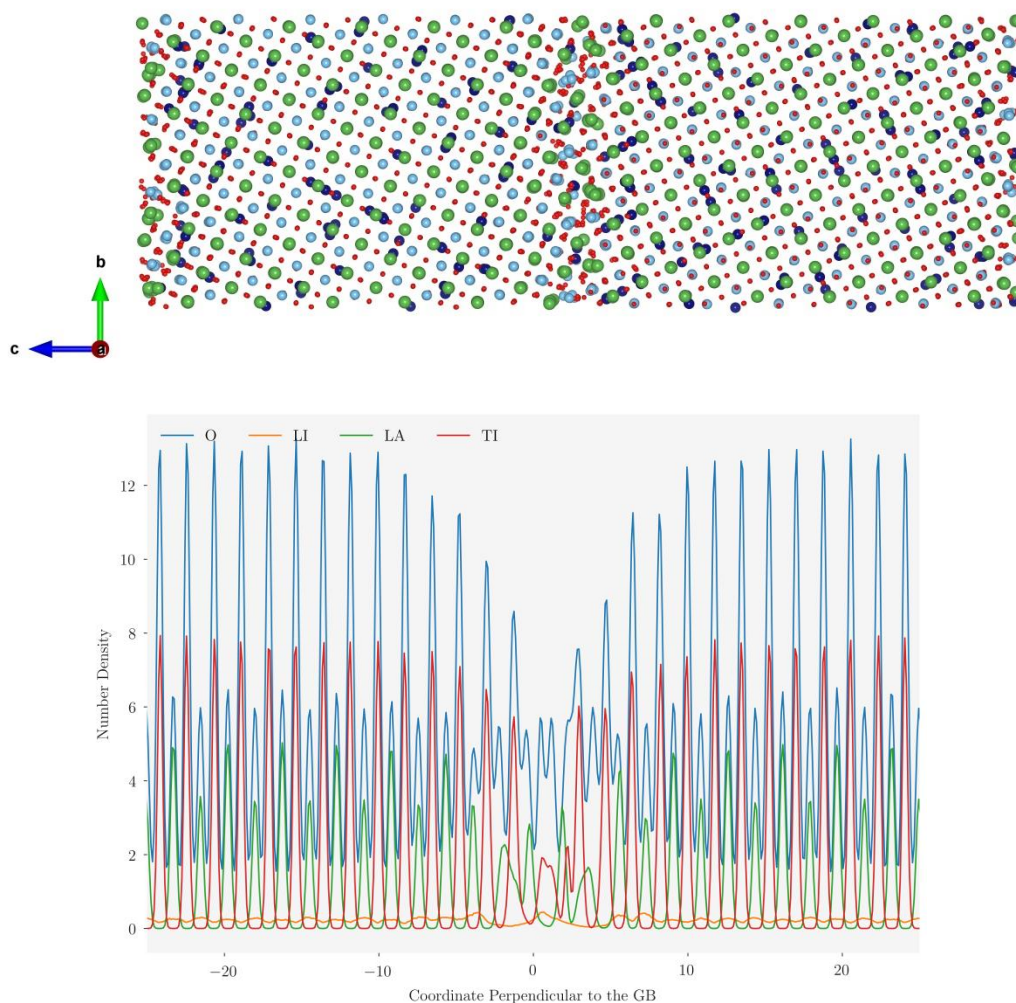 b
c
a
O LI LA TI
12
10
8
6
4
2
0
Number Density
−20 −10 0 10 20
Coordinate Perpendicular to the GB